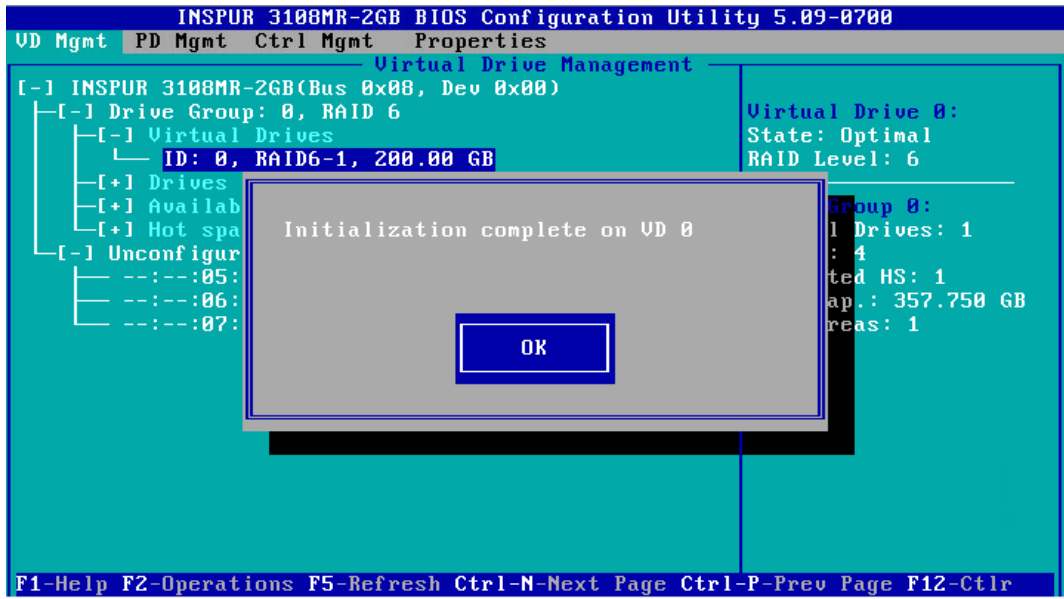 INSPUR 3108MR-2GB BIOS Configuration Utility 5.09-0700
VD Mgmt PD Mgmt Ctrl Mgmt Properties
Virtual Drive Management
[-] INSPUR 3108MR-2GB(Bus 0x08, Dev 0x00)
[-] Drive Group: 0, RAID 6
[-] Virtual Drives
ID: 0, RAID6-1, 200.00 GB
[+] Drives
[+] Availab
[+] Hot spa
[-] Unconfigur
--:--:05:
--:--:06:
--:--:07:
Virtual Drive 0:
State: Optimal
RAID Level: 6
Group 0:
l Drives: 1
: 4
ted HS: 1
ap.: 357.750 GB
reas: 1
Initialization complete on VD 0
OK
F1-Help F2-Operations F5-Refresh Ctrl-N-Next Page Ctrl-P-Prev Page F12-Ctlr